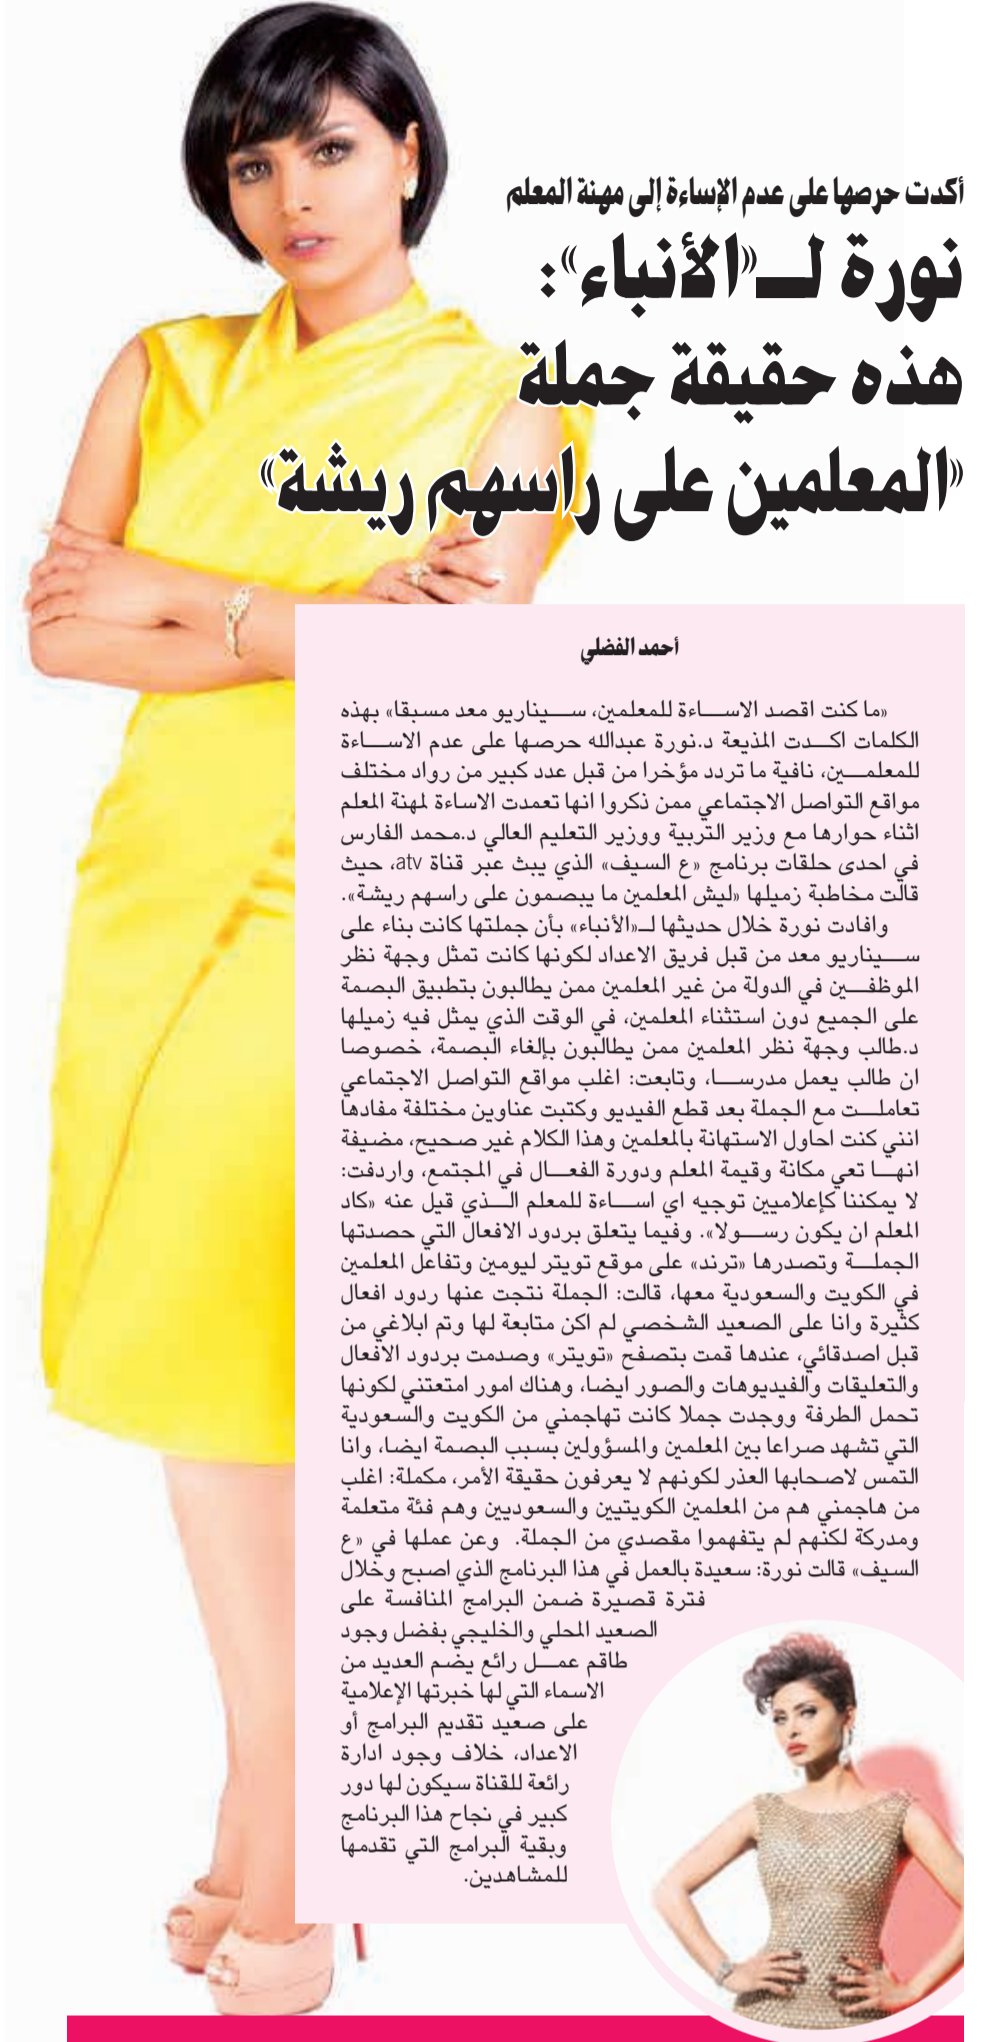 أكدت حرصها على عدم الإساءة إلى مهنة المعلم
نورة لـ«الأنباء»:
هذه حقيقة جملة
«المعلمين على راسهم ريشة»
أحمد الفضلي
«ما كنت اقصد الاساءة للمعلمين، سيناريو معد مسبقا» بهذه
الكلمات اكدت المذيعة د.نورة عبدالله حرصها على عدم الاساءة
للمعلمين، نافية ما تردد مؤخرا من قبل عدد كبير من رواد مختلف
مواقع التواصل الاجتماعي ممن ذكروا انها تعمدت الاساءة لمهنة المعلم
اثناء حوارها مع وزير التربية ووزير التعليم العالي د.محمد الفارس
في احدى حلقات برنامج «ع السيف» الذي يبث عبر قناة atv، حيث
قالت مخاطبة زميلها «ليش المعلمين ما يبصمون على راسهم ريشة».
وافادت نورة خلال حديثها لـ«الأنباء» بأن جملتها كانت بناء على
سيناريو معد من قبل فريق الاعداد لكونها كانت تمثل وجهة نظر
الموظفين في الدولة من غير المعلمين ممن يطالبون بتطبيق البصمة
على الجميع دون استثناء المعلمين، في الوقت الذي يمثل فيه زميلها
د.طالب وجهة نظر المعلمين ممن يطالبون بإلغاء البصمة، خصوصا
ان طالب يعمل مدرسا، وتابعت: اغلب مواقع التواصل الاجتماعي
تعاملت مع الجملة بعد قطع الفيديو وكتبت عناوين مختلفة مفادها
انني كنت احاول الاستهانة بالمعلمين وهذا الكلام غير صحيح، مضيفة
انها تعي مكانة وقيمة المعلم ودورة الفعال في المجتمع، واردفت:
لا يمكننا كإعلاميين توجيه اي اساءة للمعلم الذي قيل عنه «كاد
المعلم ان يكون رسولا». وفيما يتعلق بردود الافعال التي حصدتها
الجملة وتصدرها «ترند» على موقع تويتر ليومين وتفاعل المعلمين
في الكويت والسعودية معها، قالت: الجملة نتجت عنها ردود افعال
كثيرة وانا على الصعيد الشخصي لم اكن متابعة لها وتم ابلاغي من
قبل اصدقائي، عندها قمت بتصفح «تويتر» وصدمت بردود الافعال
والتعليقات والفيديوهات والصور ايضا، وهناك امور امتعتني لكونها
تحمل الطرفة ووجدت جملا كانت تهاجمني من الكويت والسعودية
التي تشهد صراعا بين المعلمين والمسؤولين بسبب البصمة ايضا، وانا
التمس لاصحابها العذر لكونهم لا يعرفون حقيقة الأمر، مكملة: اغلب
من هاجمني هم من المعلمين الكويتيين والسعوديين وهم فئة متعلمة
ومدركة لكنهم لم يتفهموا مقصدي من الجملة. وعن عملها في «ع
السيف» قالت نورة: سعيدة بالعمل في هذا البرنامج الذي اصبح وخلال
فترة قصيرة ضمن البرامج المنافسة على
الصعيد المحلي والخليجي بفضل وجود
طاقم عمل رائع يضم العديد من
الاسماء التي لها خبرتها الإعلامية
على صعيد تقديم البرامج أو
الاعداد، خلاف وجود ادارة
رائعة للقناة سيكون لها دور
كبير في نجاح هذا البرنامج
وبقية البرامج التي تقدمها
للمشاهدين.